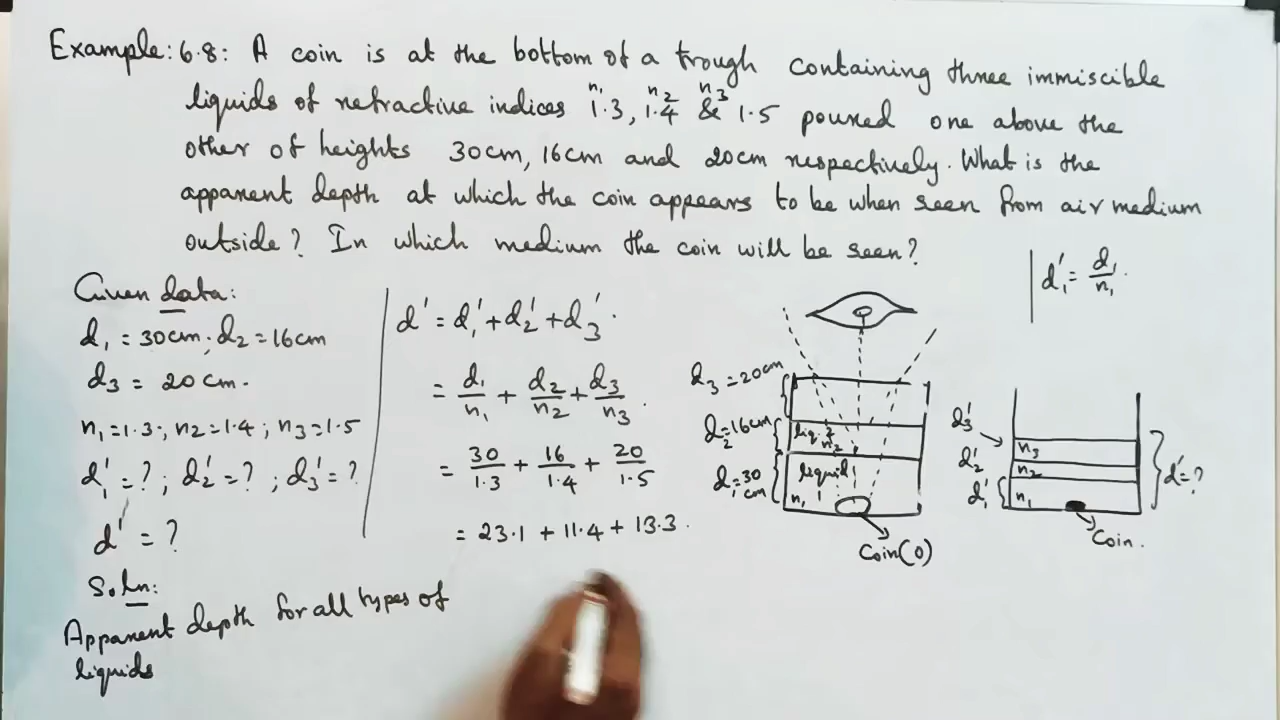 Example: 6.8: A coin is at the bottom of a trough containing three immiscible
liquids of refractive indices 1.3, 1.4 & 1.5 poured one above the
n₁ n₂ n₃
other of heights 30cm, 16cm and 20cm respectively. What is the
apparent depth at which the coin appears to be when seen from air medium
outside? In which medium the coin will be seen?
Given data:
d₁ = 30cm; d₂ = 16cm
d₃ = 20 cm.
n₁ = 1.3; n₂ = 1.4; n₃ = 1.5
d₁' = ?; d₂' = ?; d₃' = ?
d' = ?
Soln:
Apparent depth for all types of
liquids
d' = d₁' + d₂' + d₃'.
= d₁/n₁ + d₂/n₂ + d₃/n₃.
= 30/1.3 + 16/1.4 + 20/1.5
= 23.1 + 11.4 + 13.3.
d₁' = d₁/n₁.
d₃ = 20cm
d₂ = 16cm
liq. 2
n₂
d₁ = 30 cm
liquid 1
n₁
Coin(O)
d₃'
d₂'
d₁'
n₃
n₂
n₁
d' = ?
Coin.